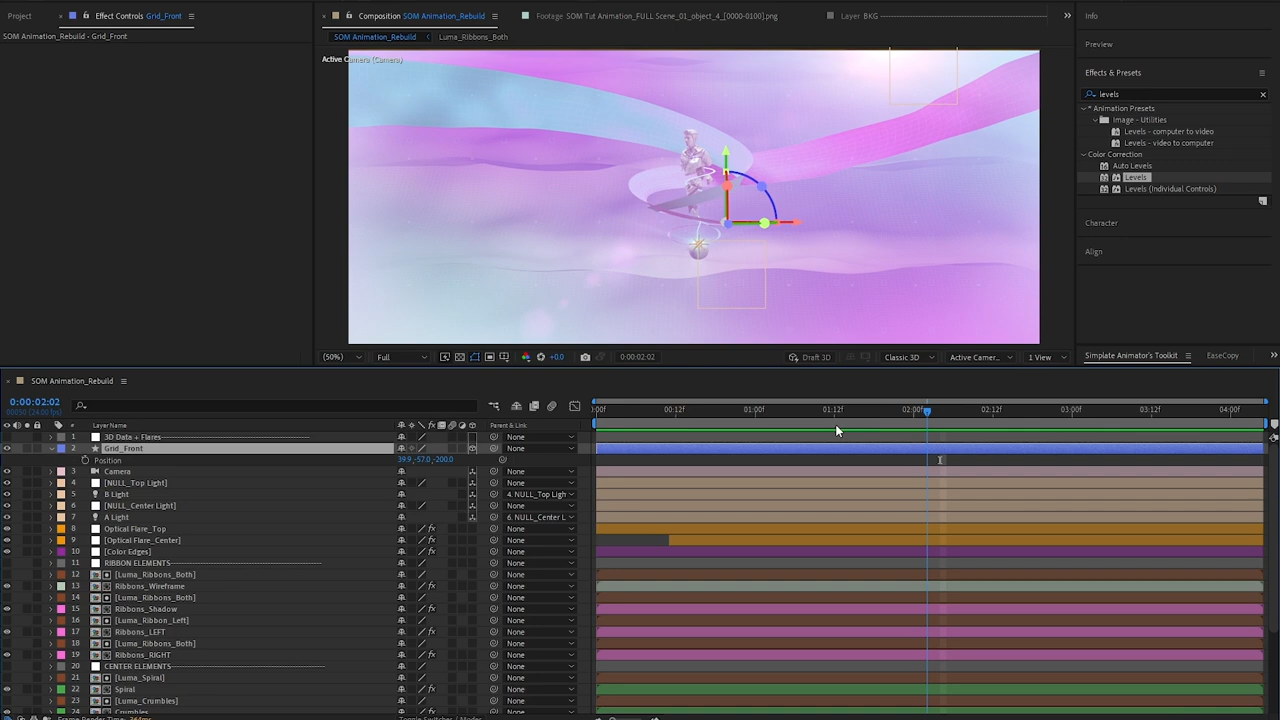 Project × Effect Controls Grid_Front
SOM Animation_Rebuild • Grid_Front
× Composition SOM Animation_Rebuild
Footage SOM Tut Animation_FULL Scene_01_object_4_[0000-0100].png
Layer BKG
SOM Animation_Rebuild Luma_Ribbons_Both
Active Camera (Camera)
(50%) Full +0.0 0:00:02:02 Draft 3D Classic 3D Active Camer... 1 View
Info
Preview
Effects & Presets
levels
* Animation Presets
Image - Utilities
Levels - computer to video
Levels - video to computer
Color Correction
Auto Levels
Levels
Levels (Individual Controls)
Character
Align
Simplate Animator's Toolkit EaseCopy
× SOM Animation_Rebuild
0:00:02:02
00050 (24.00 fps)
:00f 00:12f 01:00f 01:12f 02:00f 02:12f 03:00f 03:12f 04:00f
# Layer Name Parent & Link
1 3D Data + Flares None
2 Grid_Front None
Position 39.9,-57.0,-200.0
3 Camera None
4 [NULL_Top Light] None
5 B Light 4. NULL_Top Ligh
6 [NULL_Center Light] None
7 A Light 6. NULL_Center L
8 Optical Flare_Top None
9 [Optical Flare_Center] None
10 [Color Edges] None
11 RIBBON ELEMENTS None
12 [Luma_Ribbons_Both] None
13 Ribbons_Wireframe None
14 [Luma_Ribbons_Both] None
15 Ribbons_Shadow None
16 [Luma_Ribbon_Left] None
17 Ribbons_LEFT None
18 [Luma_Ribbons_Both] None
19 Ribbons_RIGHT None
20 CENTER ELEMENTS None
21 [Luma_Spiral] None
22 Spiral None
23 [Luma_Crumbles] None
24 Crumbles None
Frame Render Time: 364ms Toggle Switches / Modes